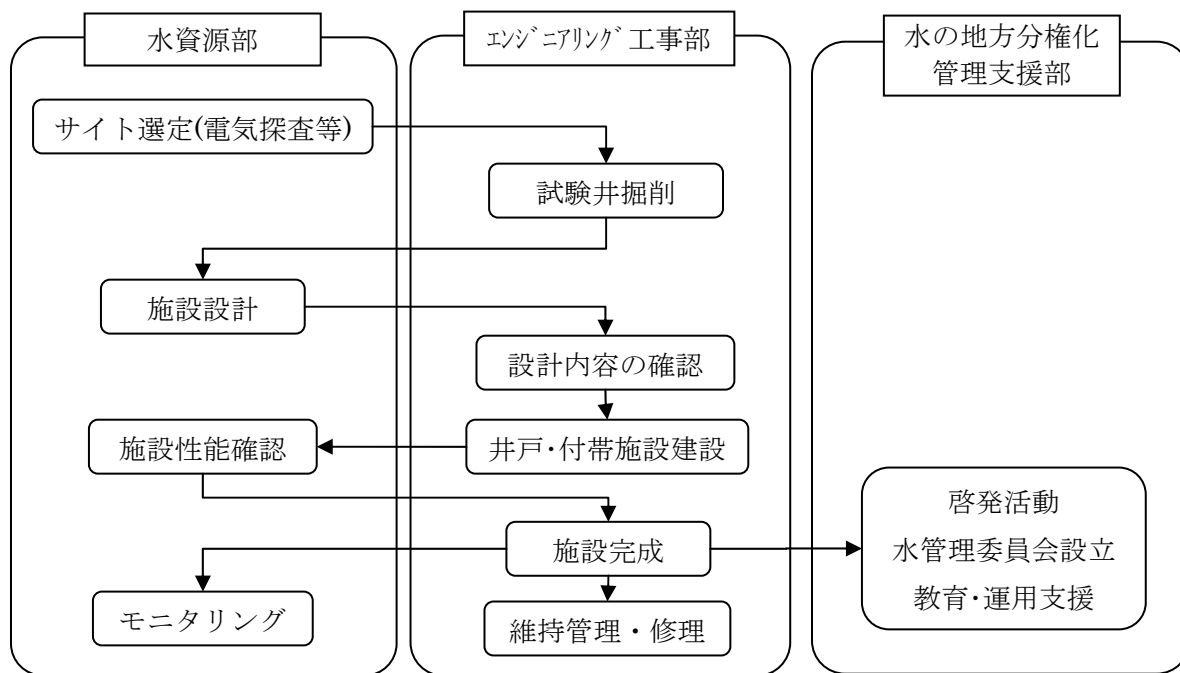 水資源部
ｴﾝｼﾞﾆｱﾘﾝｸﾞ工事部
水の地方分権化
管理支援部
サイト選定(電気探査等)
試験井掘削
施設設計
設計内容の確認
施設性能確認
井戸･付帯施設建設
施設完成
啓発活動
水管理委員会設立
教育･運用支援
モニタリング
維持管理・修理